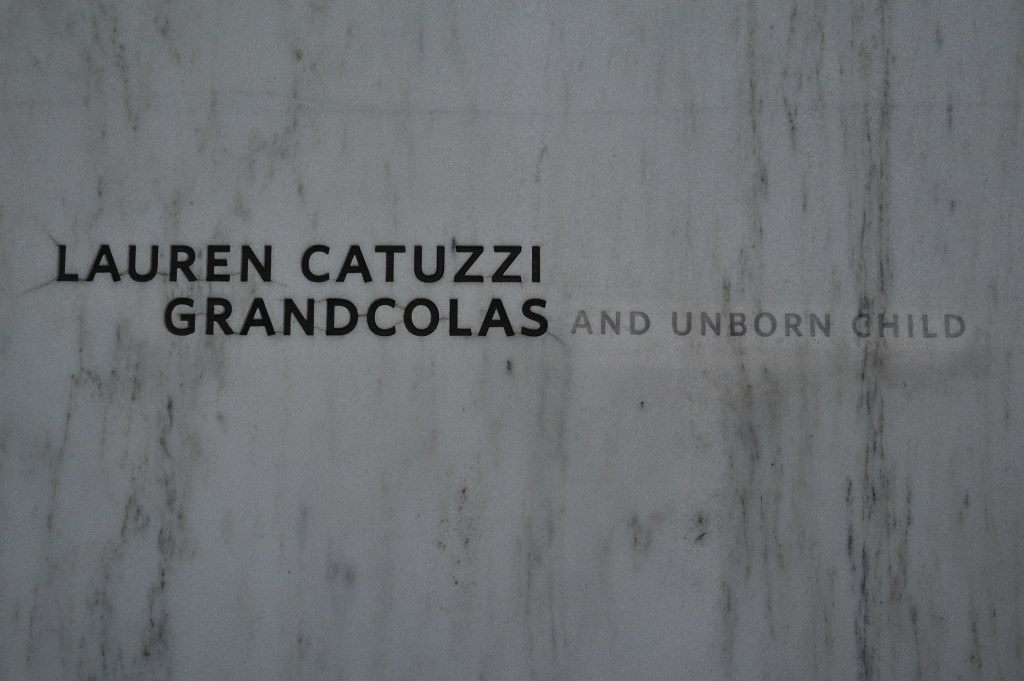 LAUREN CATUZZI
GRANDCOLAS AND UNBORN CHILD